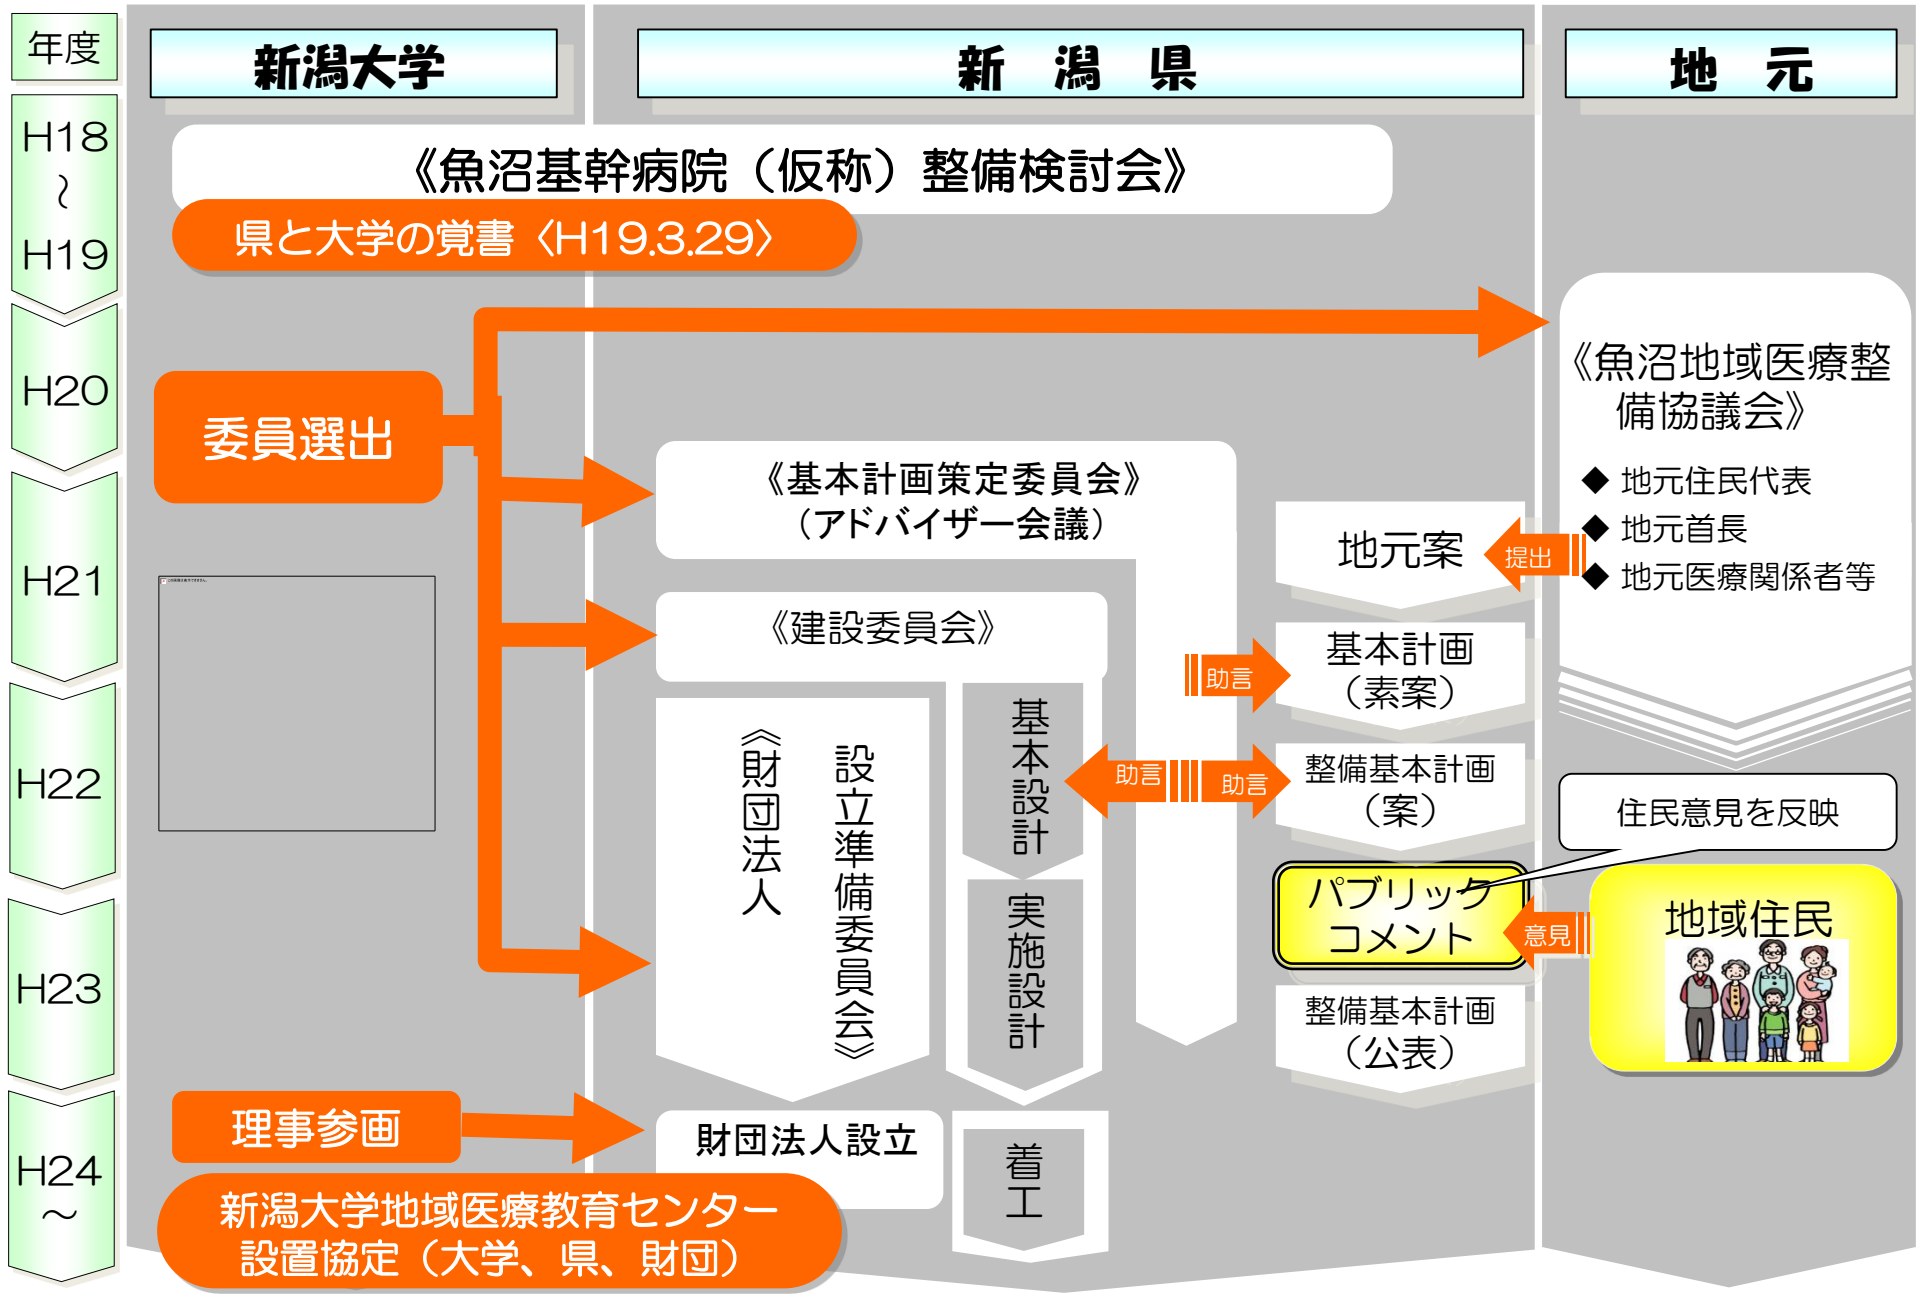 年度
新潟大学
新 潟 県
地 元
H18
～
H19
H20
H21
H22
H23
H24
～
《魚沼基幹病院（仮称）整備検討会》
県と大学の覚書〈H19.3.29〉
委員選出
《魚沼地域医療整
備協議会》
◆ 地元住民代表
◆ 地元首長
◆ 地元医療関係者等
《基本計画策定委員会》
（アドバイザー会議）
地元案
提出
《建設委員会》
助言
基本計画
（素案）
《財団法人
設立準備委員会》
基本設計
助言
助言
整備基本計画
（案）
住民意見を反映
実施設計
パブリック
コメント
意見
地域住民
整備基本計画
（公表）
理事参画
財団法人設立
着工
新潟大学地域医療教育センター
設置協定（大学、県、財団）